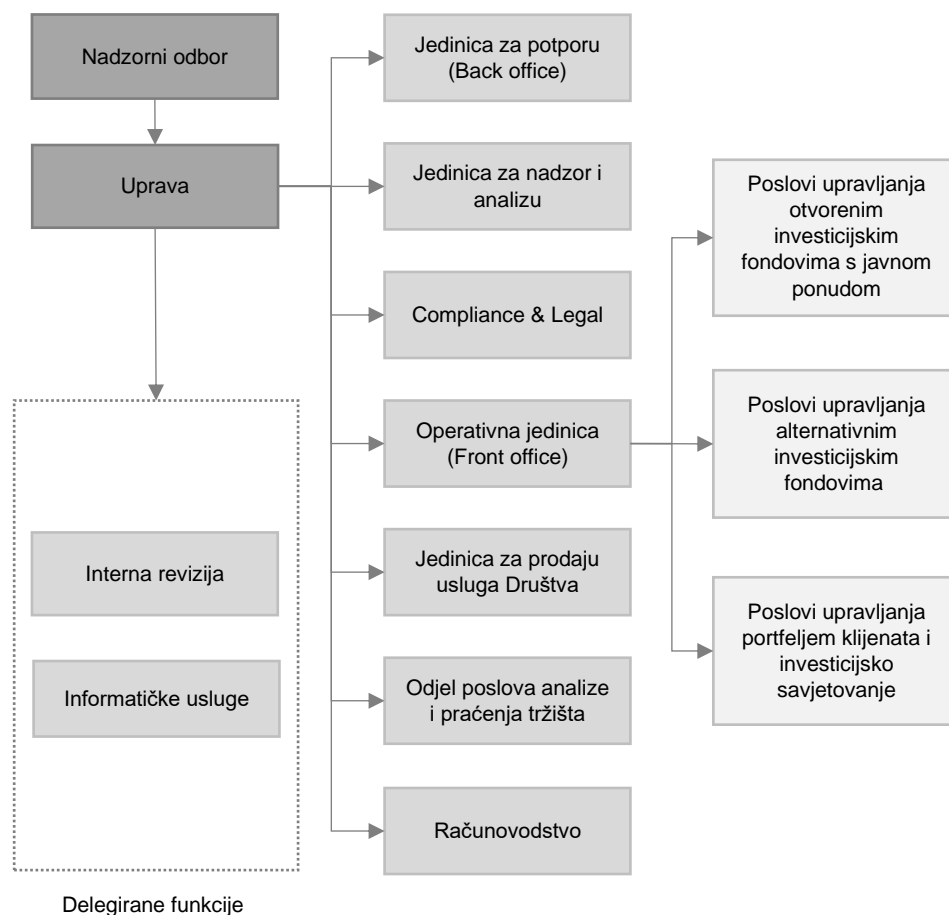 Nadzorni odbor
Uprava
Interna revizija
Informatičke usluge
Delegirane funkcije
Jedinica za potporu
(Back office)
Jedinica za nadzor i
analizu
Compliance & Legal
Operativna jedinica
(Front office)
Jedinica za prodaju
usluga Društva
Odjel poslova analize
i praćenja tržišta
Računovodstvo
Poslovi upravljanja
otvorenim
investicijskim
fondovima s javnom
ponudom
Poslovi upravljanja
alternativnim
investicijskim
fondovima
Poslovi upravljanja
portfeljem klijenata i
investicijsko
savjetovanje